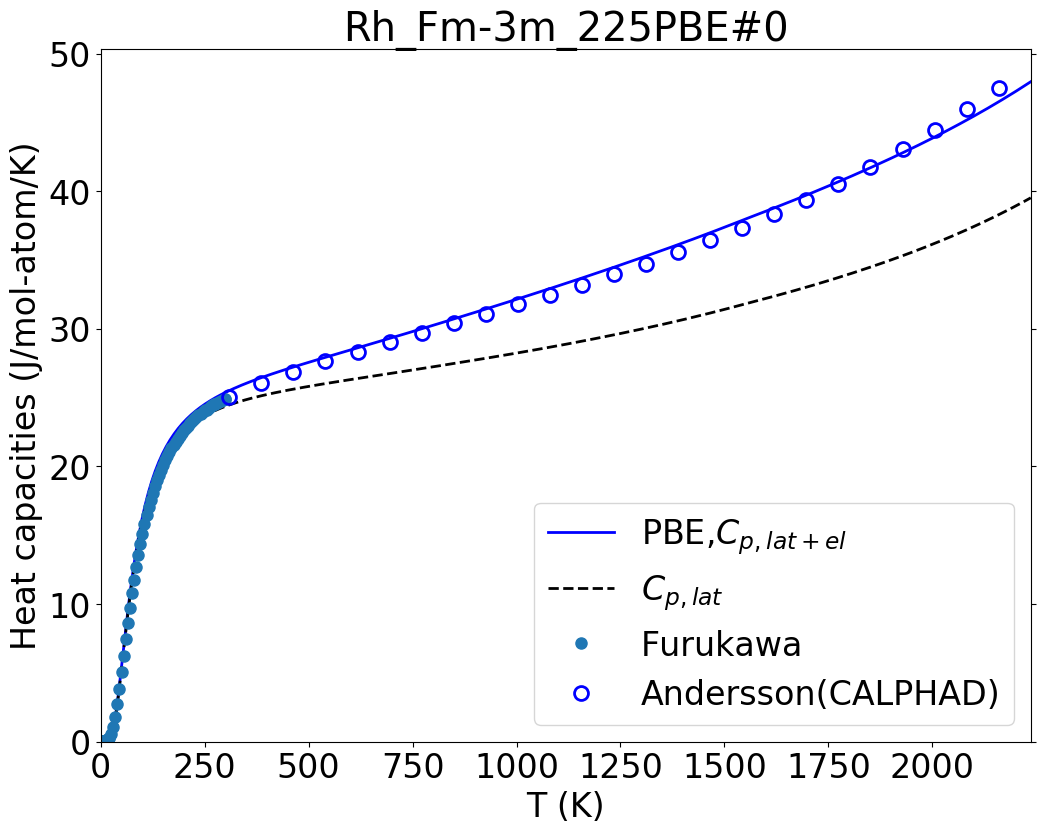 Rh_Fm-3m_225PBE#0
Heat capacities (J/mol-atom/K)
50
40
30
20
10
0
PBE,C_{p,lat+el}
C_{p,lat}
Furukawa
Andersson(CALPHAD)
0 250 500 750 1000 1250 1500 1750 2000
T (K)